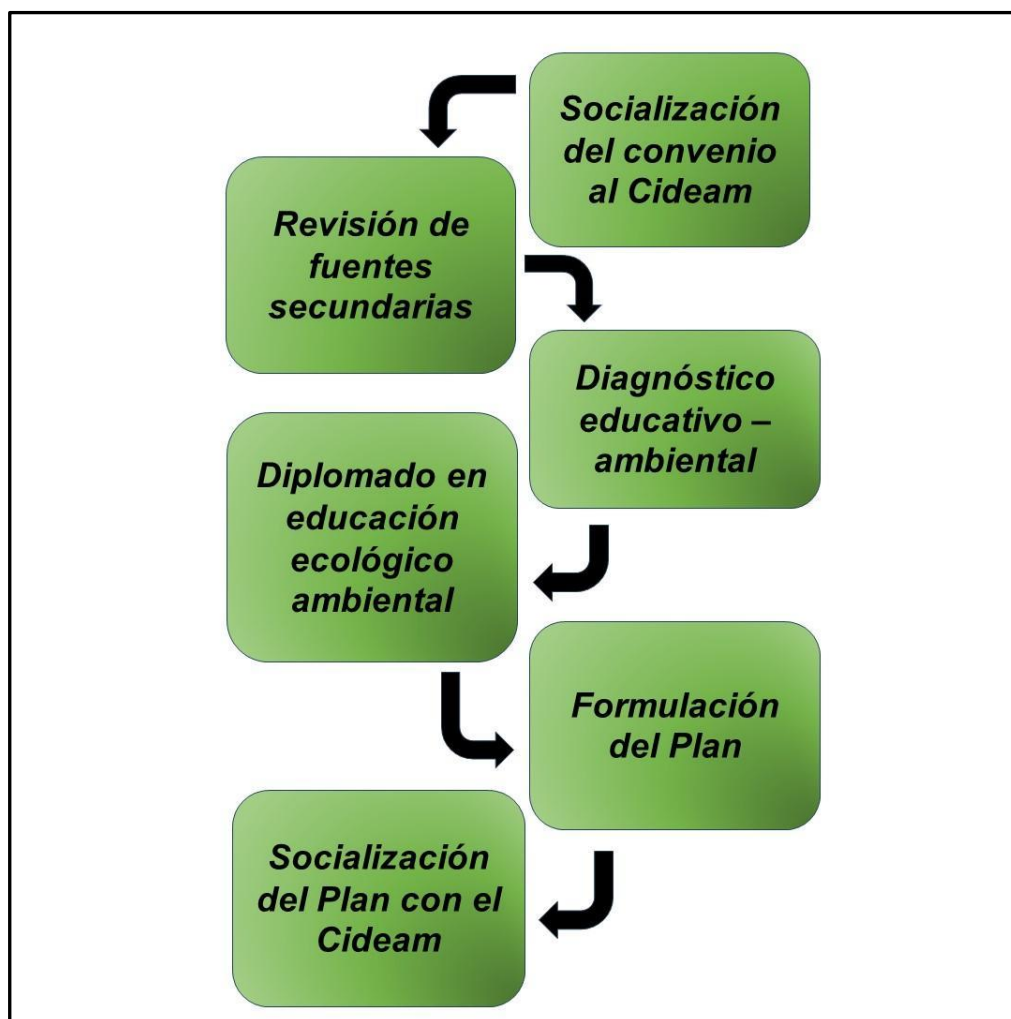 Socialización
del convenio
al Cideam
Revisión de
fuentes
secundarias
Diagnóstico
educativo –
ambiental
Diplomado en
educación
ecológico
ambiental
Formulación
del Plan
Socialización
del Plan con el
Cideam